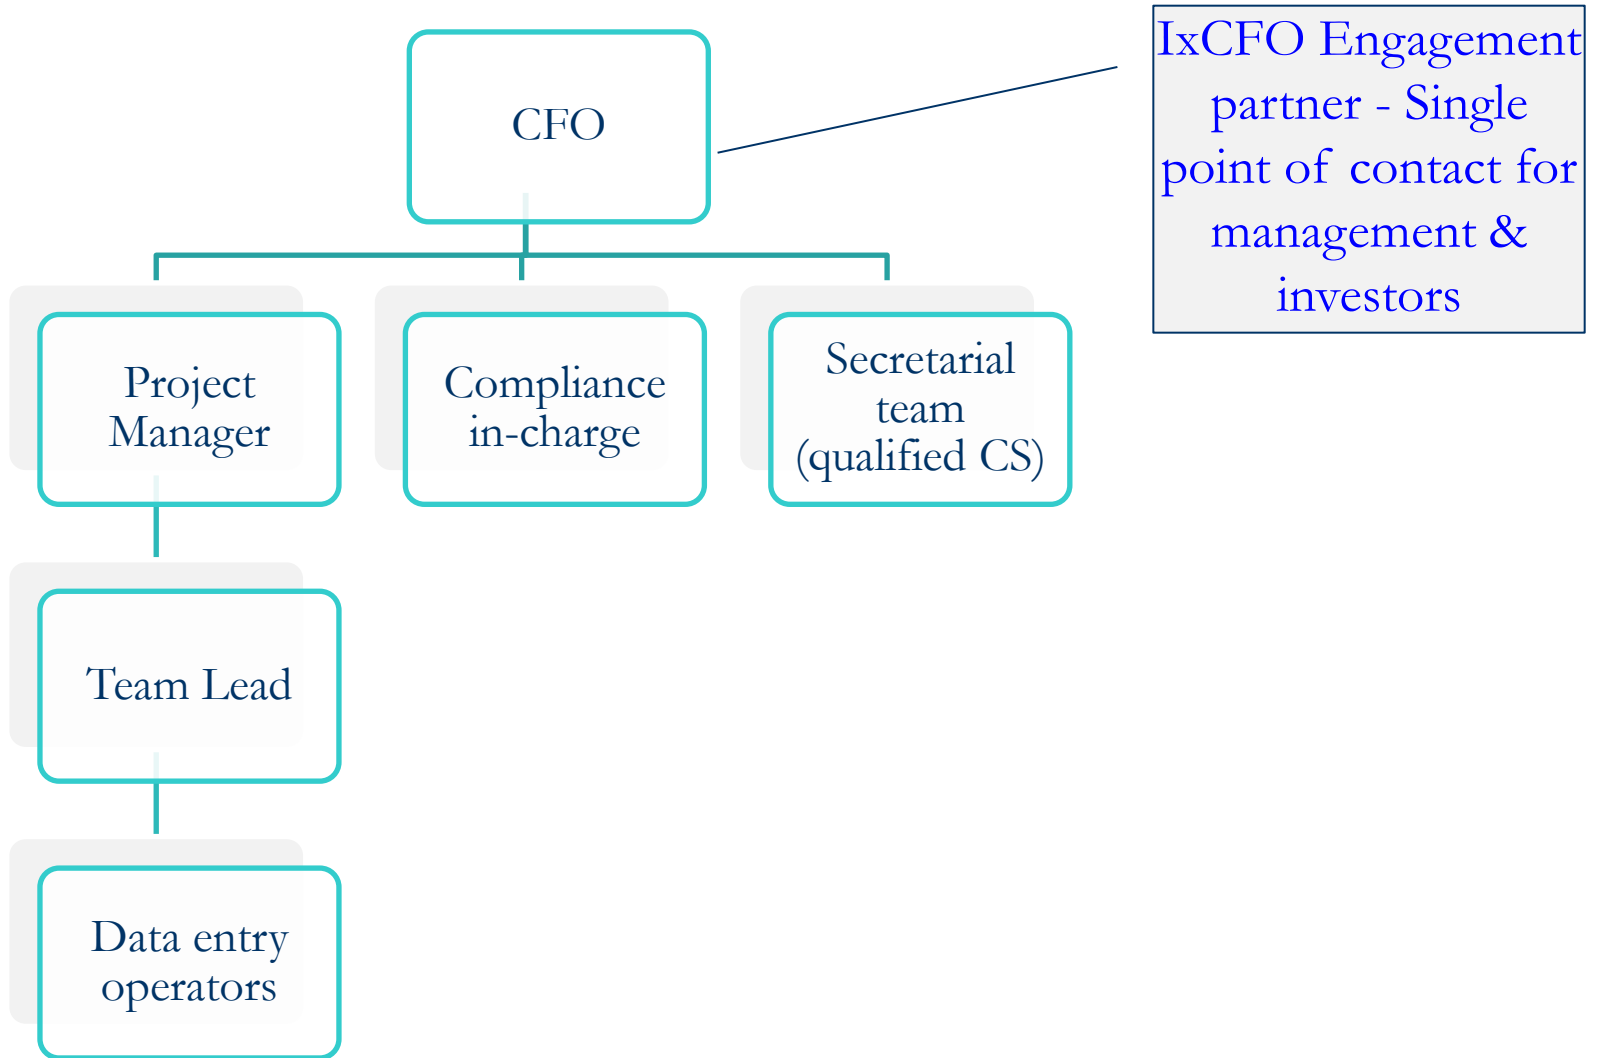 CFO
IxCFO Engagement
partner - Single
point of contact for
management &
investors
Project
Manager
Compliance
in-charge
Secretarial
team
(qualified CS)
Team Lead
Data entry
operators